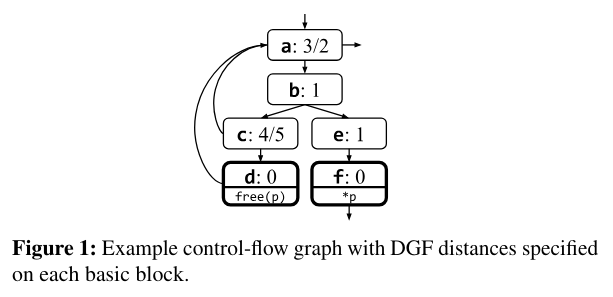 a: 3/2
b: 1
c: 4/5
e: 1
d: 0
free(p)
f: 0
*p
Figure 1: Example control-flow graph with DGF distances specified
on each basic block.